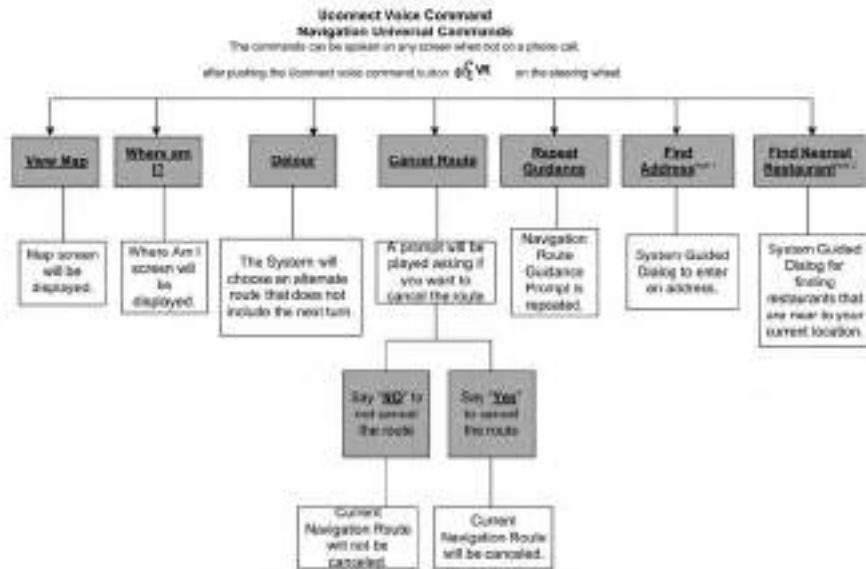 Uconnect Voice Command
Navigation Universal Commands
The commands can be spoken on any screen when not on a phone call,
after pushing the Uconnect voice command button VR on the steering wheel.
View Map
Where am
I?
Detour
Cancel Route
Repeat
Guidance
Find
Address
Find Nearest
Restaurant
Map screen
will be
displayed.
Where Am I
screen will
be
displayed.
The System will
choose an alternate
route that does not
include the next turn.
A prompt will be
played asking if
you want to
cancel the route
Navigation
Route
Guidance
Prompt is
repeated.
System Guided
Dialog to enter
an address.
System Guided
Dialog for
finding
restaurants that
are near to your
current location.
Say "NO" to
not cancel
the route
Say "Yes"
to cancel
the route
Current
Navigation Route
will not be
canceled.
Current
Navigation Route
will be canceled.